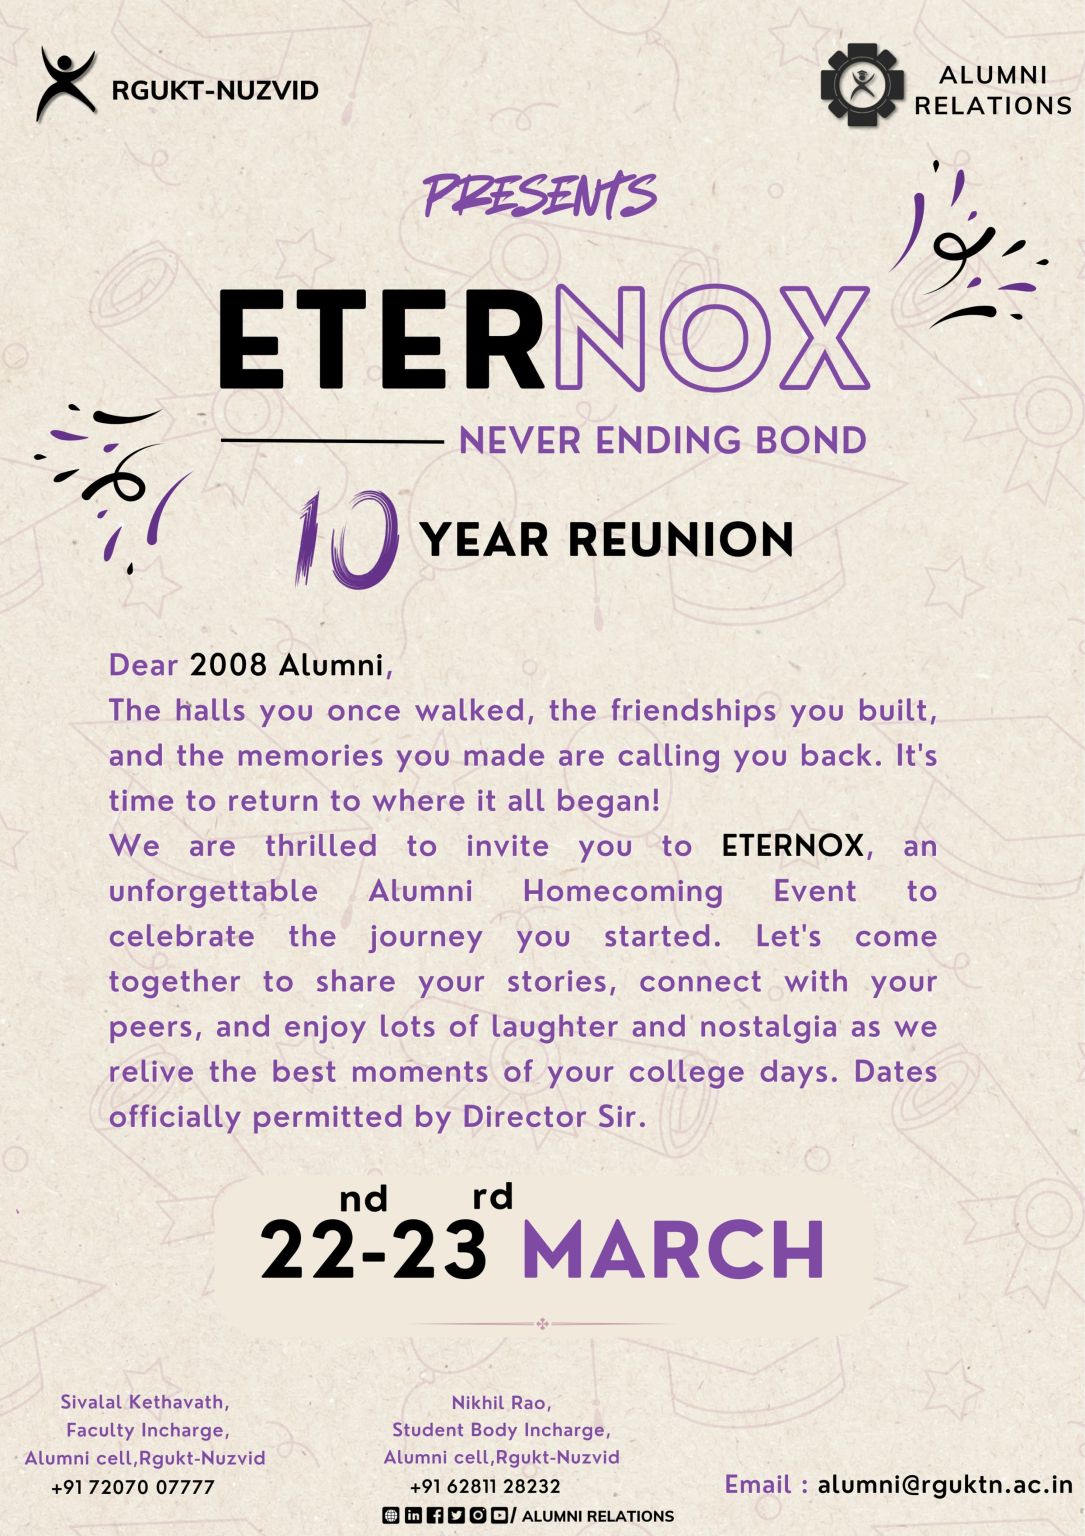 RGUKT-NUZVID
ALUMNI
RELATIONS
PRESENTS
ETERNOX
NEVER ENDING BOND
10 YEAR REUNION
Dear 2008 Alumni,
The halls you once walked, the friendships you built,
and the memories you made are calling you back. It's
time to return to where it all began!
We are thrilled to invite you to ETERNOX, an
unforgettable Alumni Homecoming Event to
celebrate the journey you started. Let's come
together to share your stories, connect with your
peers, and enjoy lots of laughter and nostalgia as we
relive the best moments of your college days. Dates
officially permitted by Director Sir.
22nd-23rd MARCH
Sivalal Kethavath,
Faculty Incharge,
Alumni cell,Rgukt-Nuzvid
+91 72070 07777
Nikhil Rao,
Student Body Incharge,
Alumni cell,Rgukt-Nuzvid
+91 62811 28232
Email : alumni@rguktn.ac.in
/ ALUMNI RELATIONS